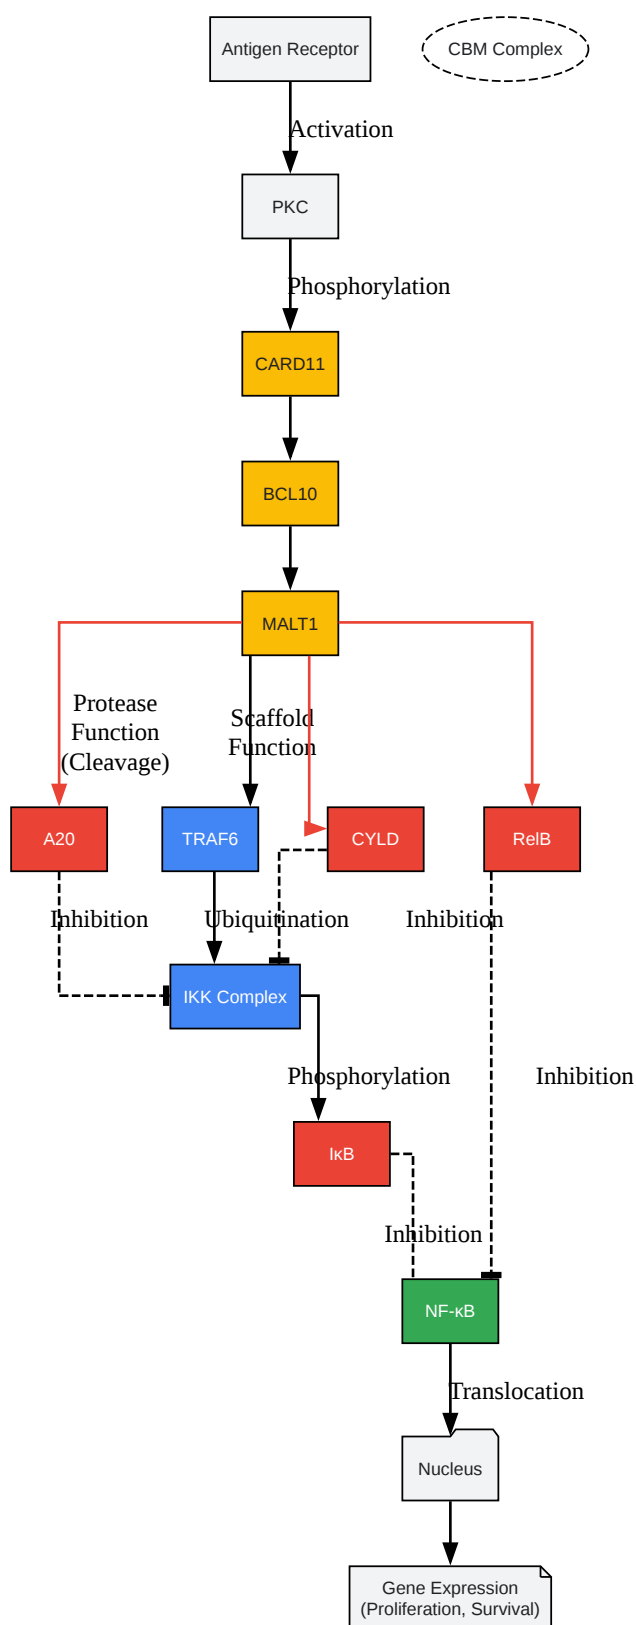 Antigen Receptor
CBM Complex
Activation
PKC
Phosphorylation
CARD11
BCL10
MALT1
Protease
Function
(Cleavage)
Scaffold
Function
A20
TRAF6
CYLD
RelB
Inhibition
Ubiquitination
Inhibition
IKK Complex
Phosphorylation
Inhibition
IκB
Inhibition
NF-κB
Translocation
Nucleus
Gene Expression
(Proliferation, Survival)